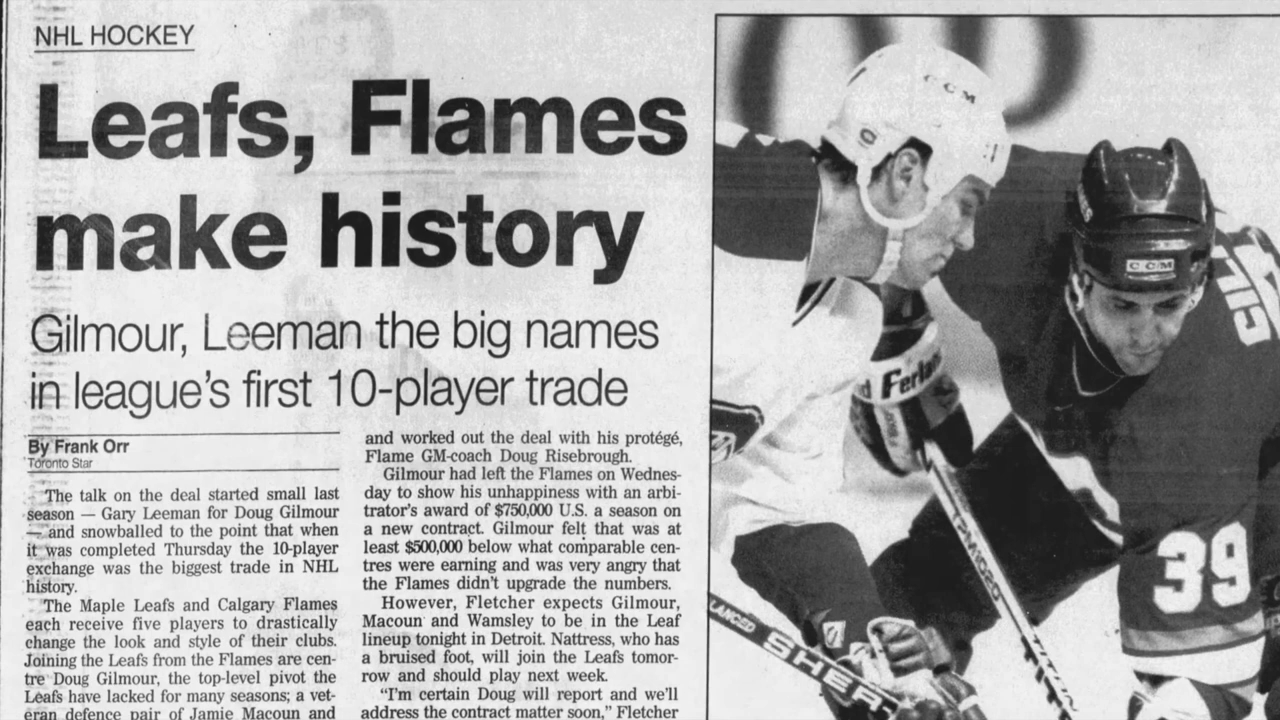 NHL HOCKEY
Leafs, Flames
make history
Gilmour, Leeman the big names
in league's first 10-player trade
By Frank Orr
Toronto Star
The talk on the deal started small last
season — Gary Leeman for Doug Gilmour
— and snowballed to the point that when
it was completed Thursday the 10-player
exchange was the biggest trade in NHL
history.
The Maple Leafs and Calgary Flames
each receive five players to drastically
change the look and style of their clubs.
Joining the Leafs from the Flames are cen-
tre Doug Gilmour, the top-level pivot the
Leafs have lacked for many seasons; a vet-
eran defence pair of Jamie Macoun and
and worked out the deal with his protégé,
Flame GM-coach Doug Risebrough.
Gilmour had left the Flames on Wednes-
day to show his unhappiness with an arbi-
trator's award of $750,000 U.S. a season on
a new contract. Gilmour felt that was at
least $500,000 below what comparable cen-
tres were earning and was very angry that
the Flames didn't upgrade the numbers.
However, Fletcher expects Gilmour,
Macoun and Wamsley to be in the Leaf
lineup tonight in Detroit. Nattress, who has
a bruised foot, will join the Leafs tomor-
row and should play next week.
"I'm certain Doug will report and we'll
address the contract matter soon," Fletcher
CCM
CCM
Ferla
39
SHER